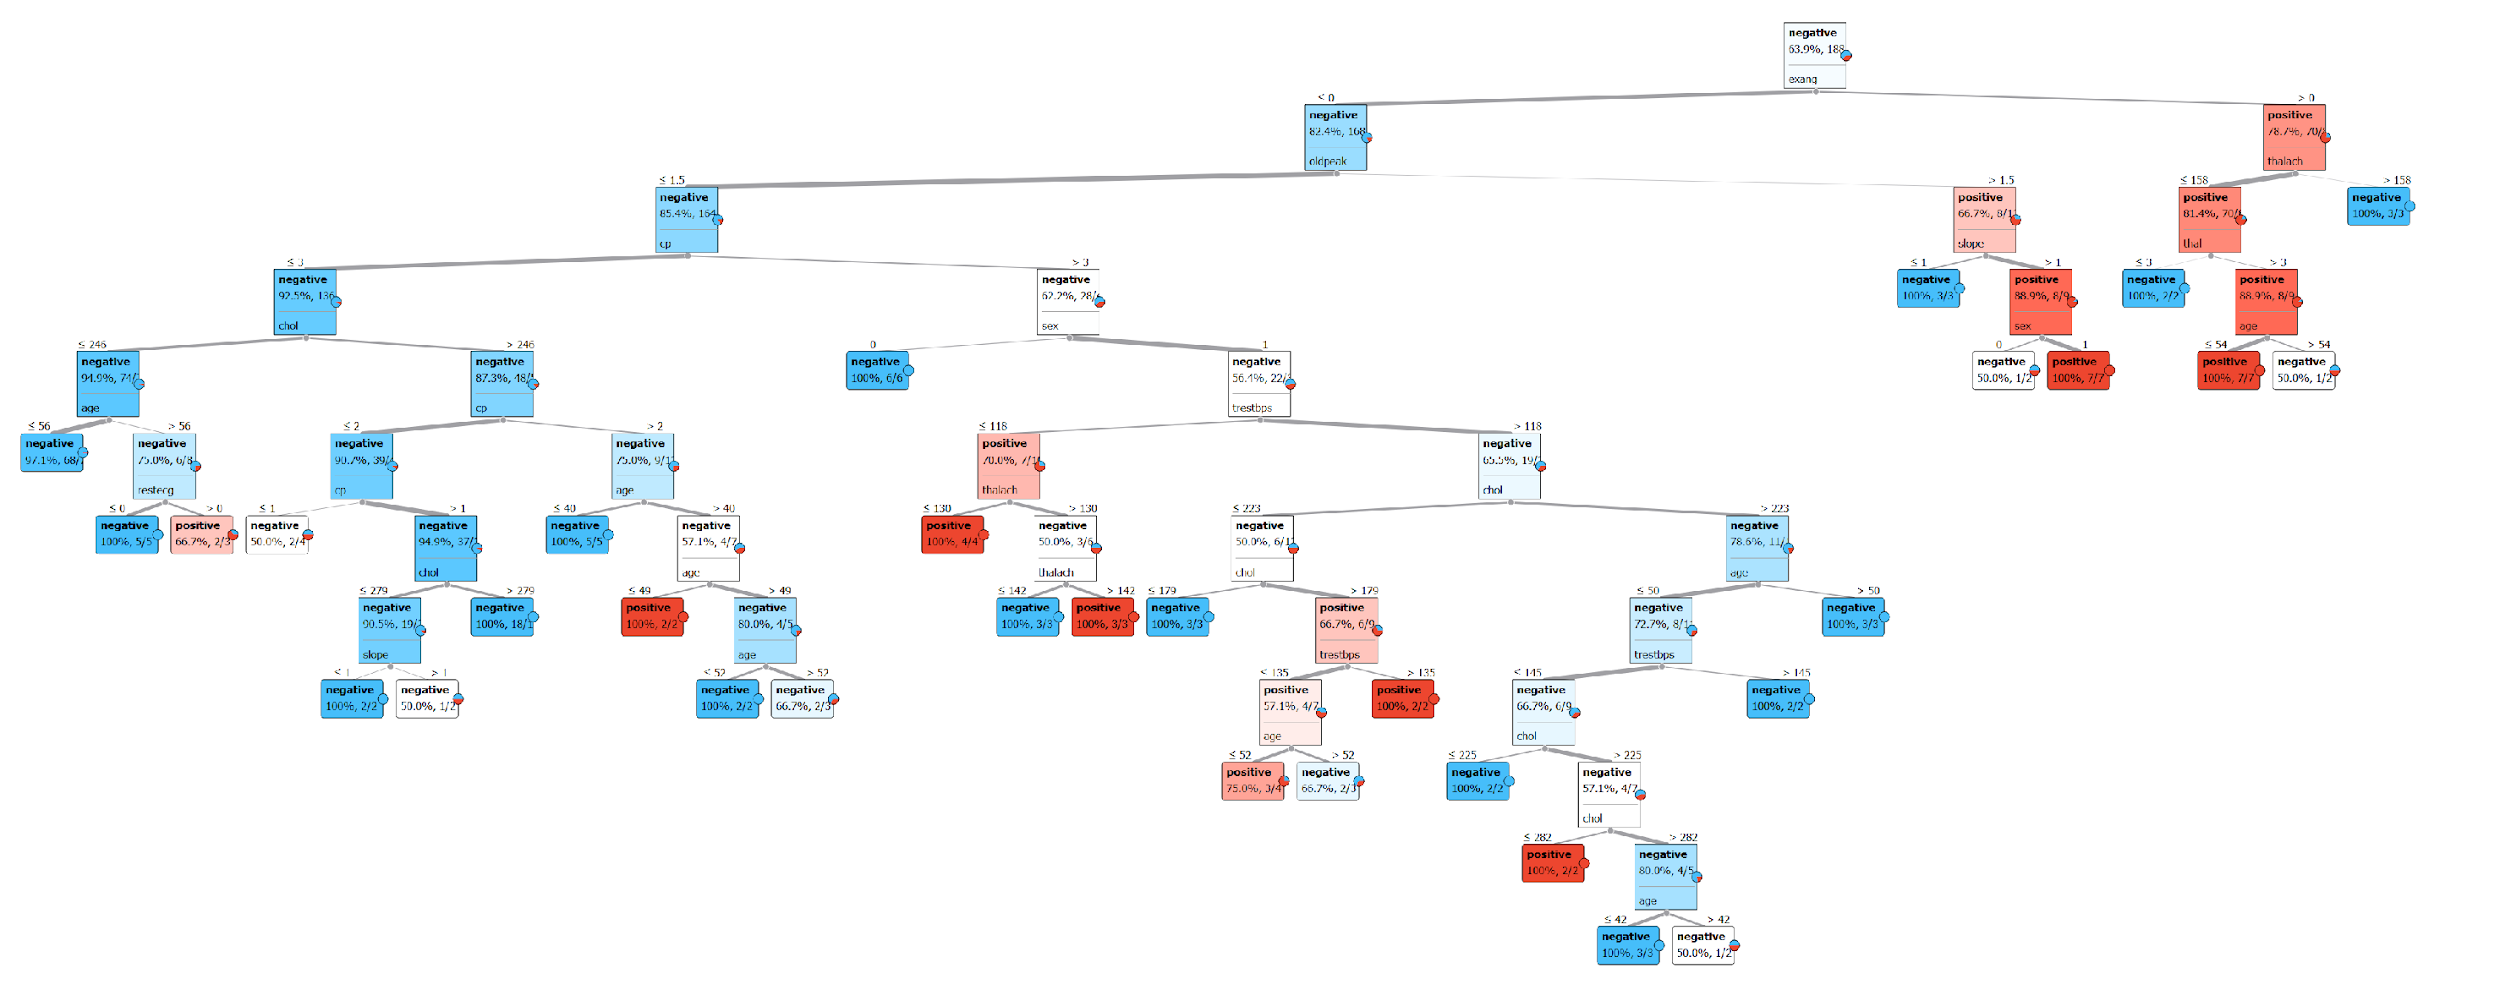 negative
63.9%, 188
exang
≤ 0
> 0
negative
82.4%, 168
oldpeak
positive
78.7%, 70/
thalach
≤ 1.5
> 1.5
≤ 158
> 158
negative
85.4%, 164
cp
positive
66.7%, 8/1
slope
positive
81.4%, 70/
thal
negative
100%, 3/3
≤ 3
> 3
≤ 1
> 1
≤ 3
> 3
negative
92.5%, 136
chol
negative
62.2%, 28/
sex
negative
100%, 3/3
positive
88.9%, 8/9
sex
negative
100%, 2/2
positive
88.9%, 8/9
age
≤ 246
> 246
0
1
0
1
≤ 54
> 54
negative
94.9%, 74/
age
negative
87.3%, 48/
cp
negative
100%, 6/6
negative
56.4%, 22/
trestbps
negative
50.0%, 1/2
positive
100%, 7/7
positive
100%, 7/7
negative
50.0%, 1/2
≤ 56
> 56
≤ 2
> 2
≤ 118
> 118
negative
97.1%, 68/
negative
75.0%, 6/8
restecg
negative
90.7%, 39/
cp
negative
75.0%, 9/1
age
positive
70.0%, 7/1
thalach
negative
65.5%, 19/
chol
≤ 0
> 0
≤ 1
> 1
≤ 40
> 40
≤ 130
> 130
≤ 223
> 223
negative
100%, 5/5
positive
66.7%, 2/3
negative
50.0%, 2/4
negative
94.9%, 37/
chol
negative
100%, 5/5
negative
57.1%, 4/7
age
positive
100%, 4/4
negative
50.0%, 3/6
thalach
negative
50.0%, 6/1
chol
negative
78.6%, 11/
age
≤ 279
> 279
≤ 49
> 49
≤ 142
> 142
≤ 179
> 179
≤ 50
> 50
negative
90.5%, 19/
slope
negative
100%, 18/1
positive
100%, 2/2
negative
80.0%, 4/5
age
negative
100%, 3/3
positive
100%, 3/3
negative
100%, 3/3
positive
66.7%, 6/9
trestbps
negative
72.7%, 8/1
trestbps
negative
100%, 3/3
≤ 1
> 1
≤ 52
> 52
≤ 135
> 135
≤ 145
> 145
negative
100%, 2/2
negative
50.0%, 1/2
negative
100%, 2/2
negative
66.7%, 2/3
positive
57.1%, 4/7
age
positive
100%, 2/2
negative
66.7%, 6/9
chol
negative
100%, 2/2
≤ 52
> 52
≤ 225
> 225
positive
75.0%, 3/4
negative
66.7%, 2/3
negative
100%, 2/2
negative
57.1%, 4/7
chol
≤ 282
> 282
positive
100%, 2/2
negative
80.0%, 4/5
age
≤ 42
> 42
negative
100%, 3/3
negative
50.0%, 1/2